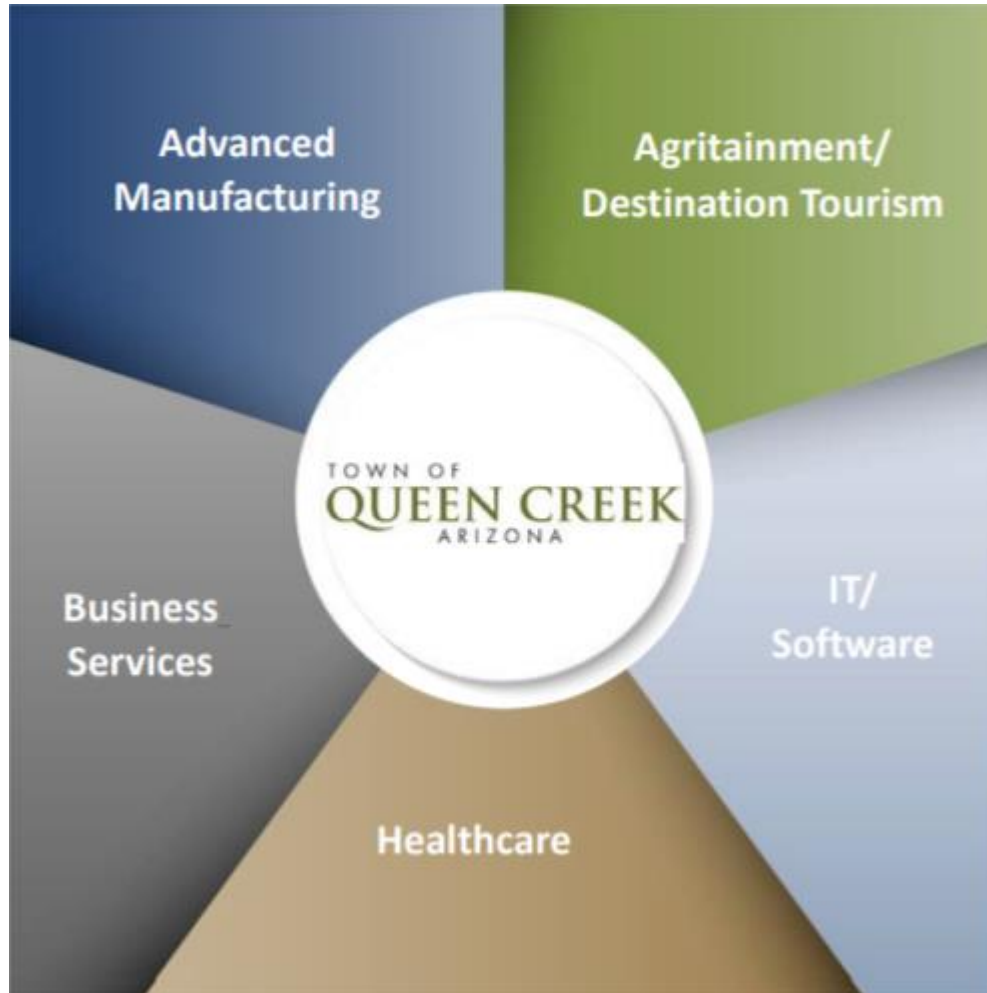 Advanced
Manufacturing
Agritainment/
Destination Tourism
TOWN OF
QUEEN CREEK
ARIZONA
Business
Services
IT/
Software
Healthcare